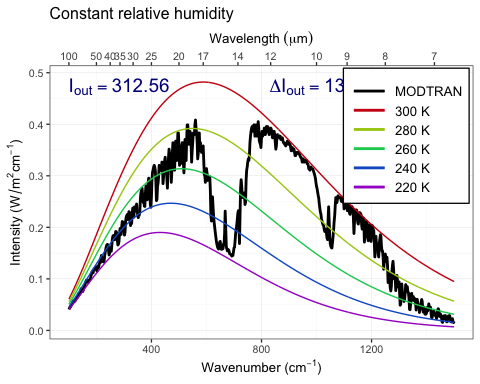 Constant relative humidity
Wavelength (μm)
100 50 40 35 30 25 20 17 14 12 10 9 8 7
I_out = 312.56 ΔI_out = 13
MODTRAN
300 K
280 K
260 K
240 K
220 K
0.5
0.4
0.3
0.2
0.1
0.0
Intensity (W/m² cm⁻¹)
400 800 1200
Wavenumber (cm⁻¹)